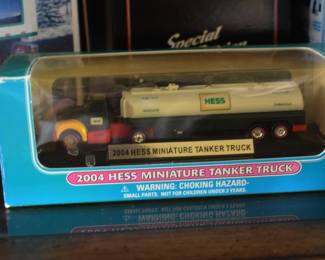 Special
HESS
2004 HESS MINIATURE TANKER TRUCK
2004 HESS MINIATURE TANKER TRUCK
WARNING: CHOKING HAZARD-
SMALL PARTS. NOT FOR CHILDREN UNDER 3 YEARS.